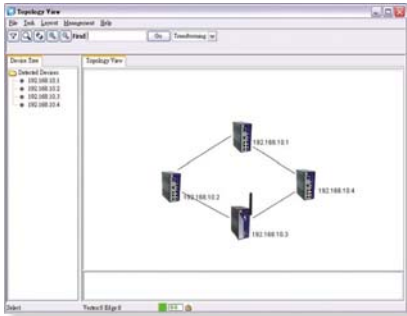 Topology View
File Task Layout Management Help
Find Go Transforming
Device Tree
Topology View
Detected Devices
192.168.10.1
192.168.10.2
192.168.10.3
192.168.10.4
192.168.10.1
192.168.10.2
192.168.10.4
192.168.10.3
Select